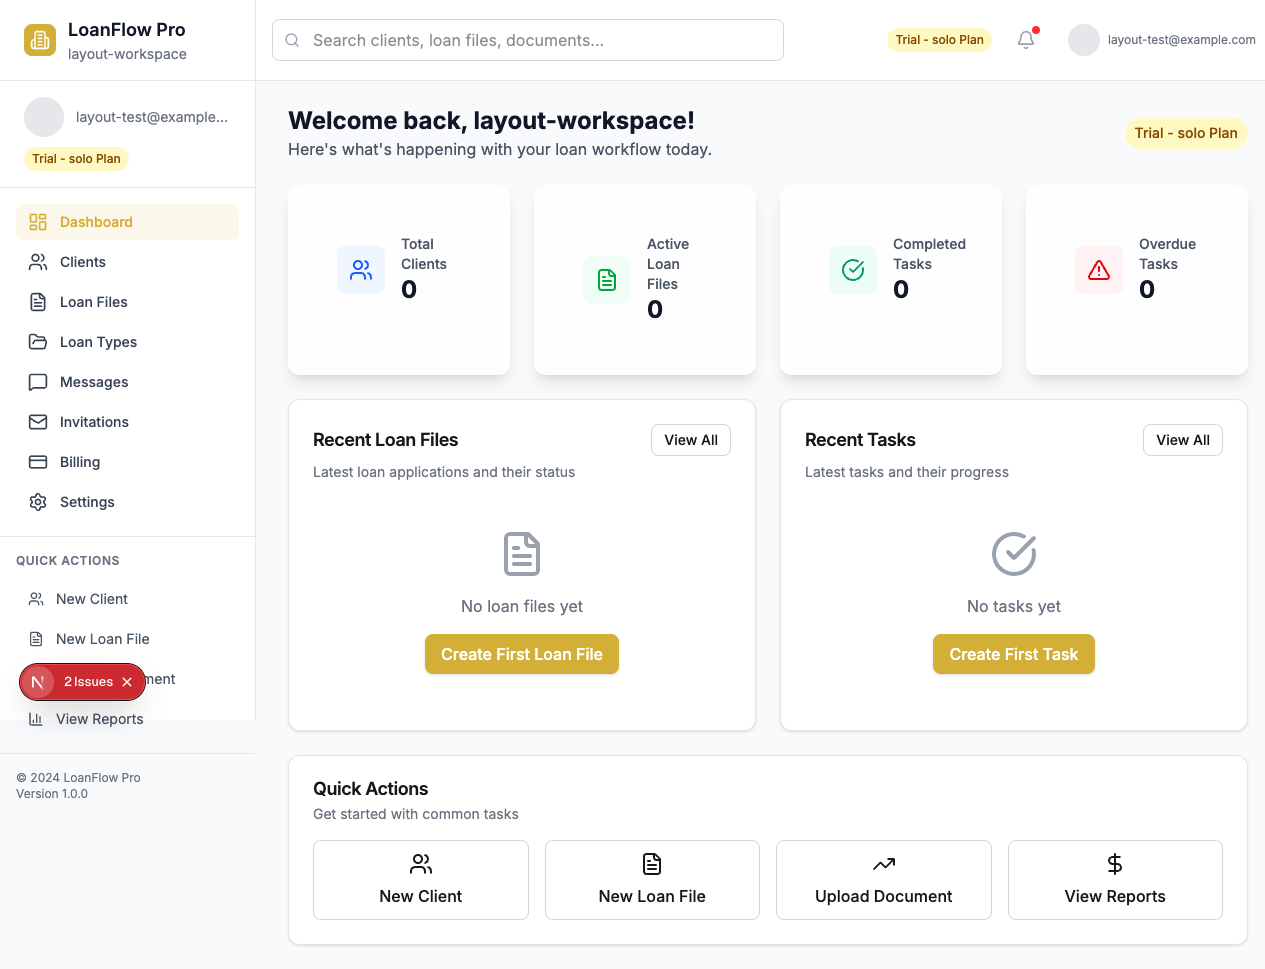 LoanFlow Pro
layout-workspace
layout-test@example...
Trial - solo Plan
Dashboard
Clients
Loan Files
Loan Types
Messages
Invitations
Billing
Settings
QUICK ACTIONS
New Client
New Loan File
ment
N 2 Issues
View Reports
© 2024 LoanFlow Pro
Version 1.0.0
Search clients, loan files, documents...
Trial - solo Plan
layout-test@example.com
Welcome back, layout-workspace!
Here's what's happening with your loan workflow today.
Trial - solo Plan
Total
Clients
0
Active
Loan
Files
0
Completed
Tasks
0
Overdue
Tasks
0
Recent Loan Files
View All
Latest loan applications and their status
No loan files yet
Create First Loan File
Recent Tasks
View All
Latest tasks and their progress
No tasks yet
Create First Task
Quick Actions
Get started with common tasks
New Client
New Loan File
Upload Document
View Reports